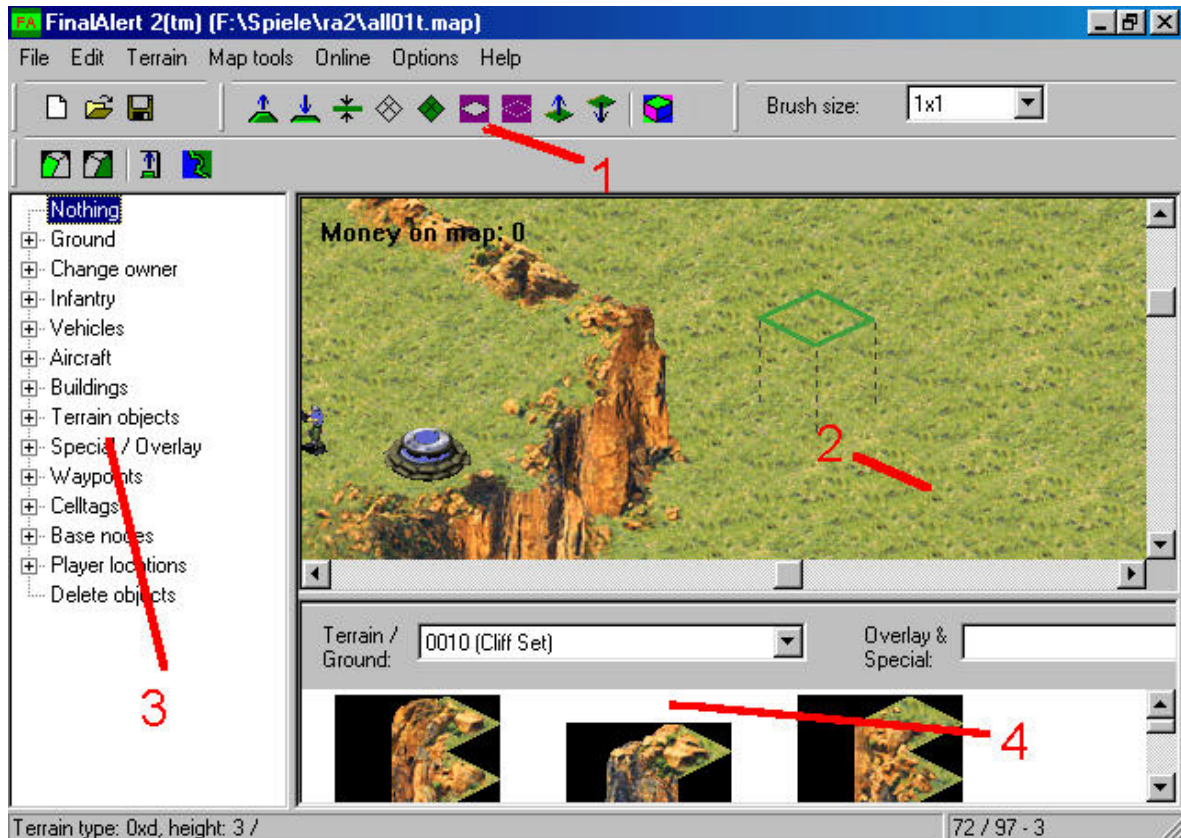 FA FinalAlert 2(tm) (F:\Spiele\ra2\all01t.map)
File Edit Terrain Map tools Online Options Help
Brush size: 1x1
1
Nothing
Ground
Change owner
Infantry
Vehicles
Aircraft
Buildings
Terrain objects
Special / Overlay
Waypoints
Celltags
Base nodes
Player locations
Delete objects
3
Money on map: 0
2
Terrain / Ground: 0010 (Cliff Set) Overlay & Special:
4
Terrain type: 0xd, height: 3 / 72 / 97 - 3